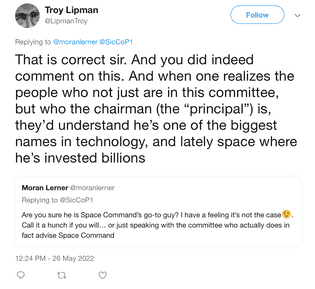 Troy Lipman
@LipmanTroy
Follow
Replying to @moranlerner @SicCoP1
That is correct sir. And you did indeed
comment on this. And when one realizes the
people who not just are in this committee,
but who the chairman (the “principal”) is,
they’d understand he’s one of the biggest
names in technology, and lately space where
he’s invested billions
Moran Lerner @moranlerner
Replying to @SicCoP1
Are you sure he is Space Command’s go-to guy? I have a feeling it’s not the case😉.
Call it a hunch if you will... or just speaking with the committee who actually does in
fact advise Space Command
12:24 PM - 26 May 2022